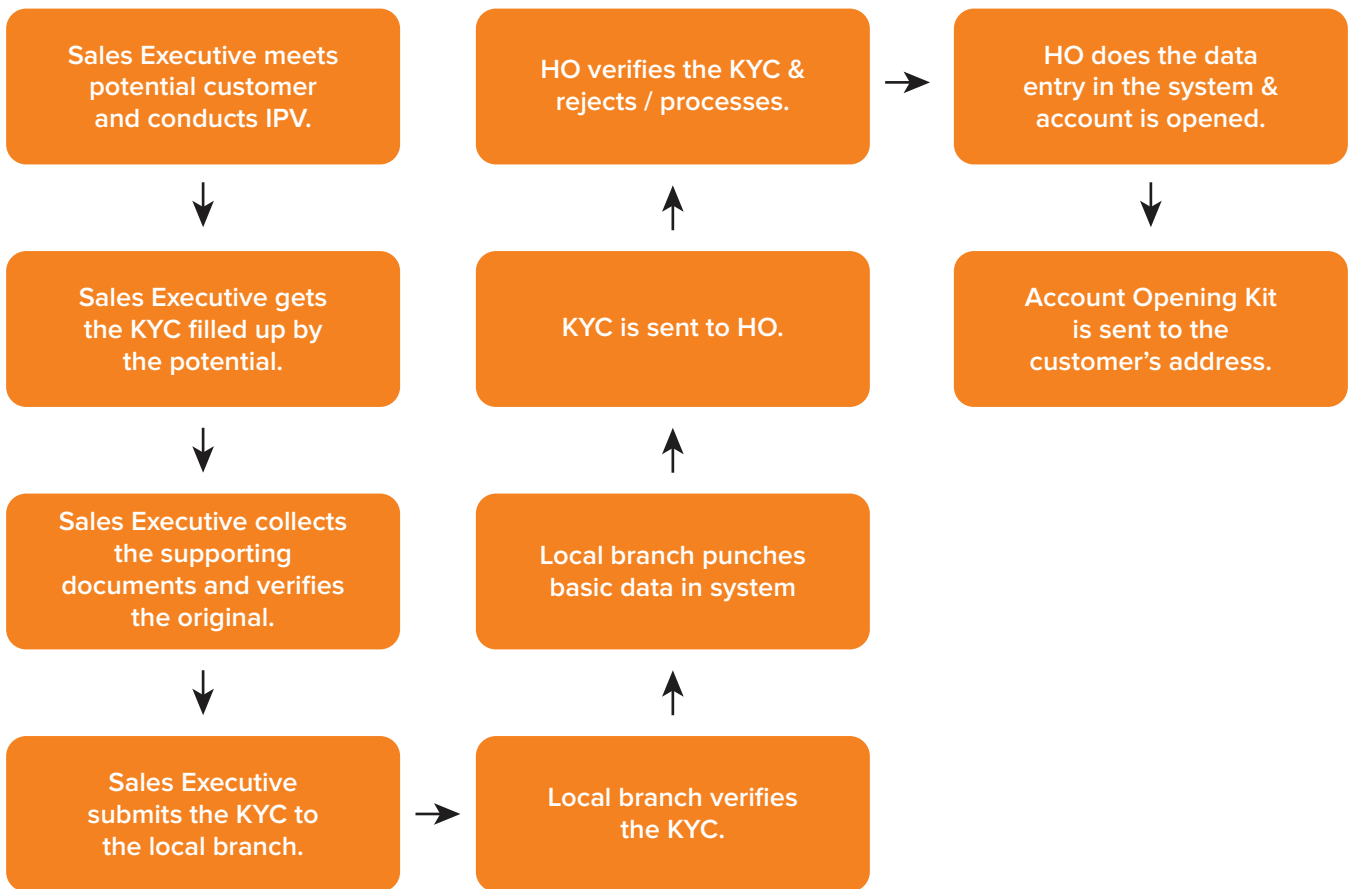 Sales Executive meets
potential customer
and conducts IPV.
Sales Executive gets
the KYC filled up by
the potential.
Sales Executive collects
the supporting
documents and verifies
the original.
Sales Executive
submits the KYC to
the local branch.
Local branch verifies
the KYC.
Local branch punches
basic data in system
KYC is sent to HO.
HO verifies the KYC &
rejects / processes.
HO does the data
entry in the system &
account is opened.
Account Opening Kit
is sent to the
customer’s address.